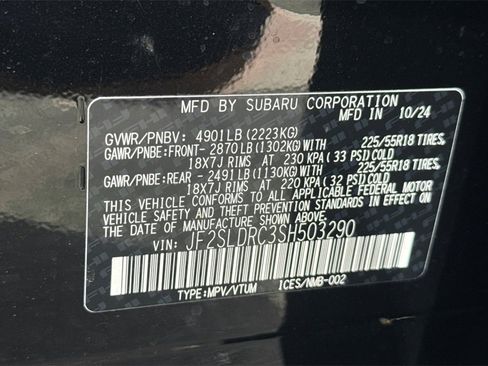 MFD BY SUBARU CORPORATION
MFD IN 10/24
GVWR/PNBV: 4901LB(2223KG)
GAWR/PNBE:FRONT- 2870LB(1302KG)WITH 225/55R18 TIRES,
18X7J RIMS AT 230 KPA(33 PSI)COLD
GAWR/PNBE:REAR - 2491LB(1130KG)WITH 225/55R18 TIRES,
18X7J RIMS AT 220 KPA(32 PSI)COLD
THIS VEHICLE CONFORMS TO ALL APPLICABLE FEDERAL MOTOR
VEHICLE SAFETY AND BUMPER STANDARDS IN EFFECT ON
THE DATE OF MANUFACTURE SHOWN ABOVE.
VIN: JF2SLDRC3SH503290
TYPE:MPV/VTUM ICES/NMB-002